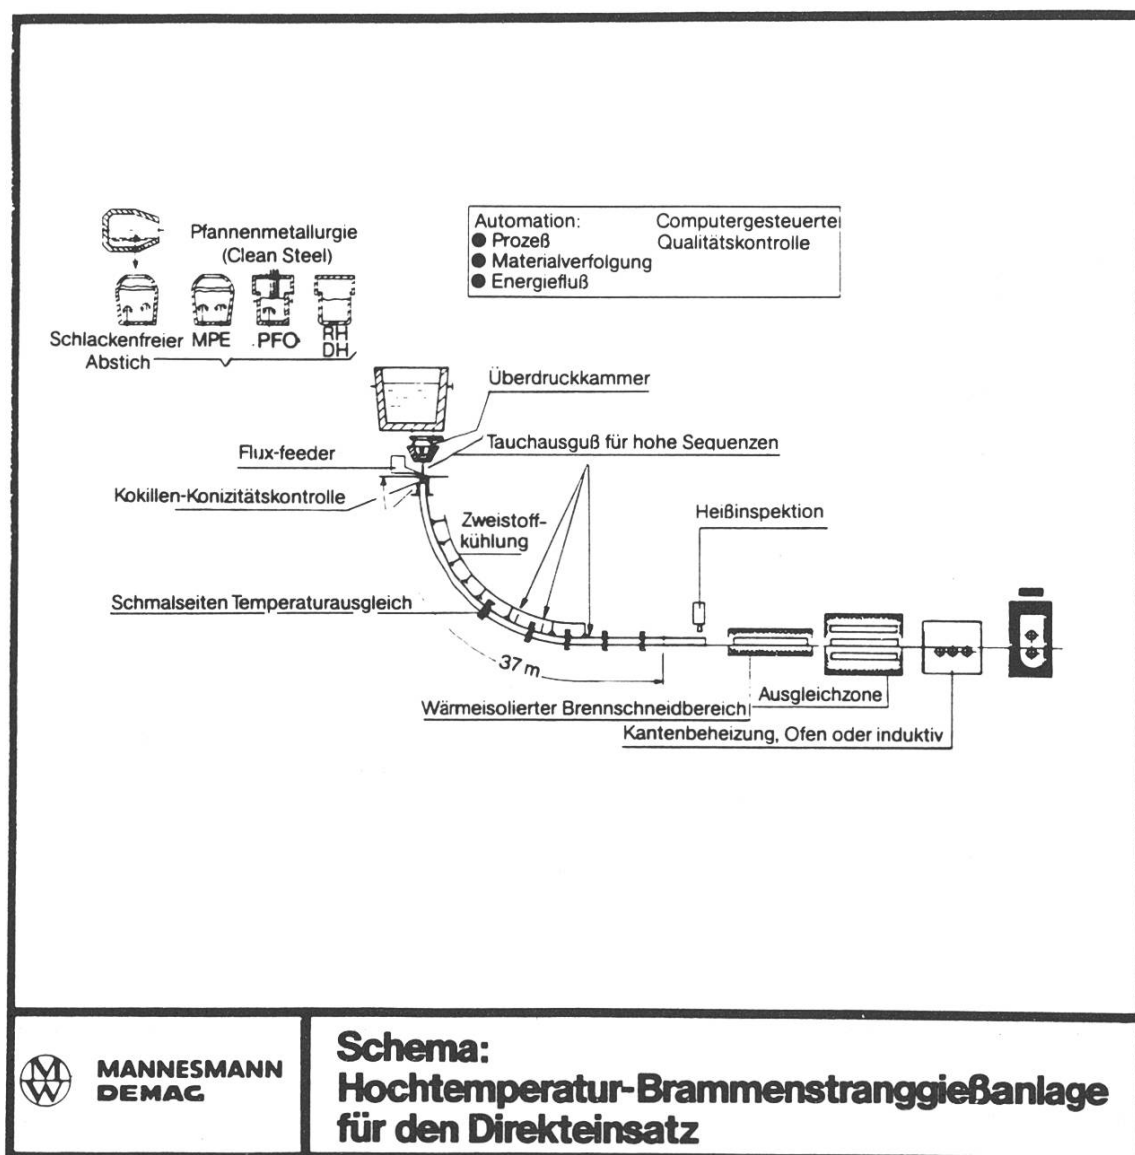 Pfannenmetallurgie
(Clean Steel)
Schlackenfreier
Abstich
MPE
PFO
RH
DH
Automation:
● Prozeß
● Materialverfolgung
● Energiefluß
Computergesteuerte
Qualitätskontrolle
Überdruckkammer
Tauchausguß für hohe Sequenzen
Flux-feeder
Kokillen-Konizitätskontrolle
Zweistoff-
kühlung
Heißinspektion
Schmalseiten Temperaturausgleich
37 m
Wärmeisolierter Brennschneidbereich
Ausgleichzone
Kantenbeheizung, Ofen oder induktiv
MW
MANNESMANN
DEMAG
Schema:
Hochtemperatur-Brammenstranggießanlage
für den Direkteinsatz